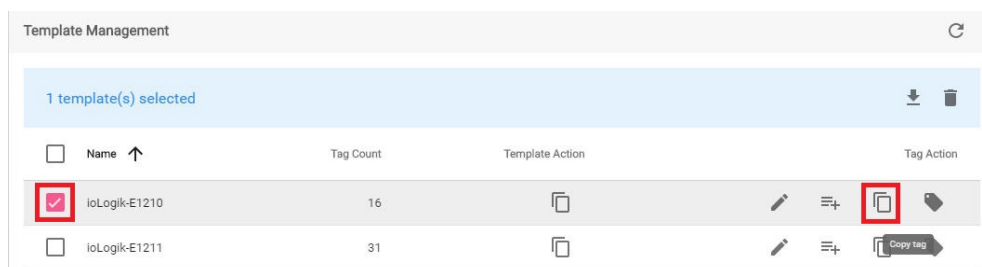 Template Management
1 template(s) selected
Name Tag Count Template Action Tag Action
ioLogik-E1210 16
ioLogik-E1211 31
Copy tag